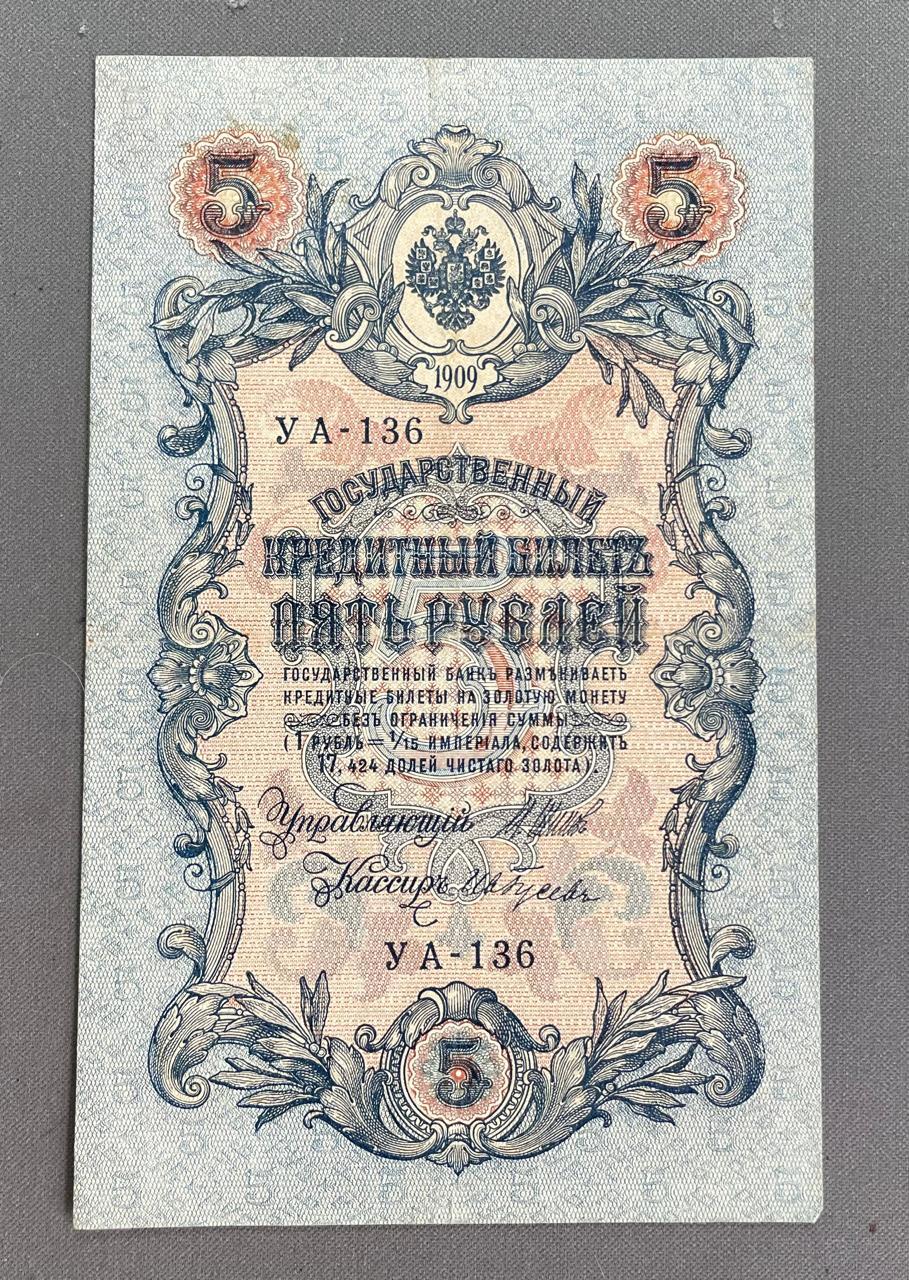 5 5
1909
УА-136
ГОСУДАРСТВЕННЫЙ
КРЕДИТНЫЙ БИЛЕТЪ
ПЯТЬ РУБЛЕЙ
ГОСУДАРСТВЕННЫЙ БАНКЪ РАЗМѢНИВАЕТЪ
КРЕДИТНЫЕ БИЛЕТЫ НА ЗОЛОТУЮ МОНЕТУ
БЕЗЪ ОГРАНИЧЕНІЯ СУММЫ
(1 РУБЛЬ = 1/15 ИМПЕРІАЛА, СОДЕРЖИТЪ
17,424 ДОЛЕЙ ЧИСТАГО ЗОЛОТА).
Управляющій
Кассиръ
УА-136
5